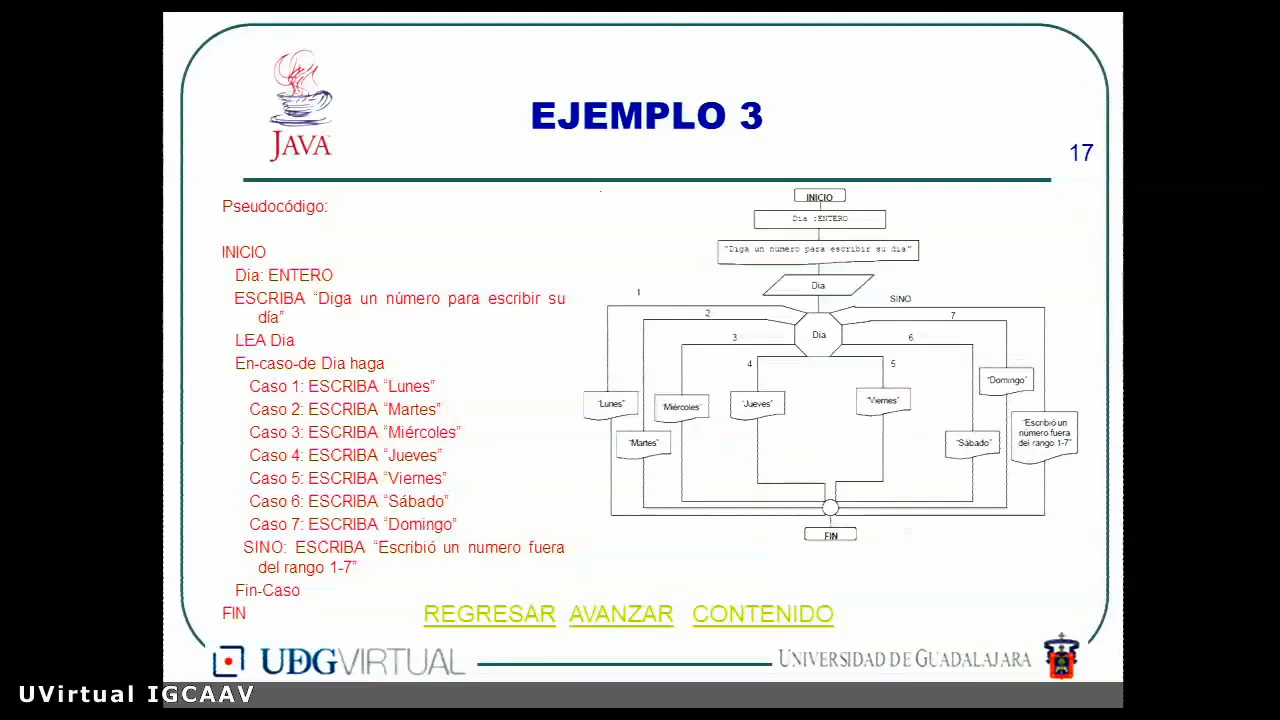 JAVA
EJEMPLO 3
17
Pseudocódigo:
INICIO
Dia: ENTERO
ESCRIBA “Diga un número para escribir su
día”
LEA Dia
En-caso-de Dia haga
Caso 1: ESCRIBA “Lunes”
Caso 2: ESCRIBA “Martes”
Caso 3: ESCRIBA “Miércoles”
Caso 4: ESCRIBA “Jueves”
Caso 5: ESCRIBA “Viernes”
Caso 6: ESCRIBA “Sábado”
Caso 7: ESCRIBA “Domingo”
SINO: ESCRIBA “Escribió un numero fuera
del rango 1-7”
Fin-Caso
FIN
INICIO
Dia :ENTERO
"Diga un número para escribir su dia"
Dia
1
SINO
2
7
Dia
3
6
4
5
"Domingo"
"Lunes"
"Miércoles"
"Jueves"
"Viernes"
"Escribió un
número fuera
del rango 1-7"
"Martes"
"Sábado"
FIN
REGRESAR AVANZAR CONTENIDO
UDGVIRTUAL
UNIVERSIDAD DE GUADALAJARA
UVirtual IGCAAV